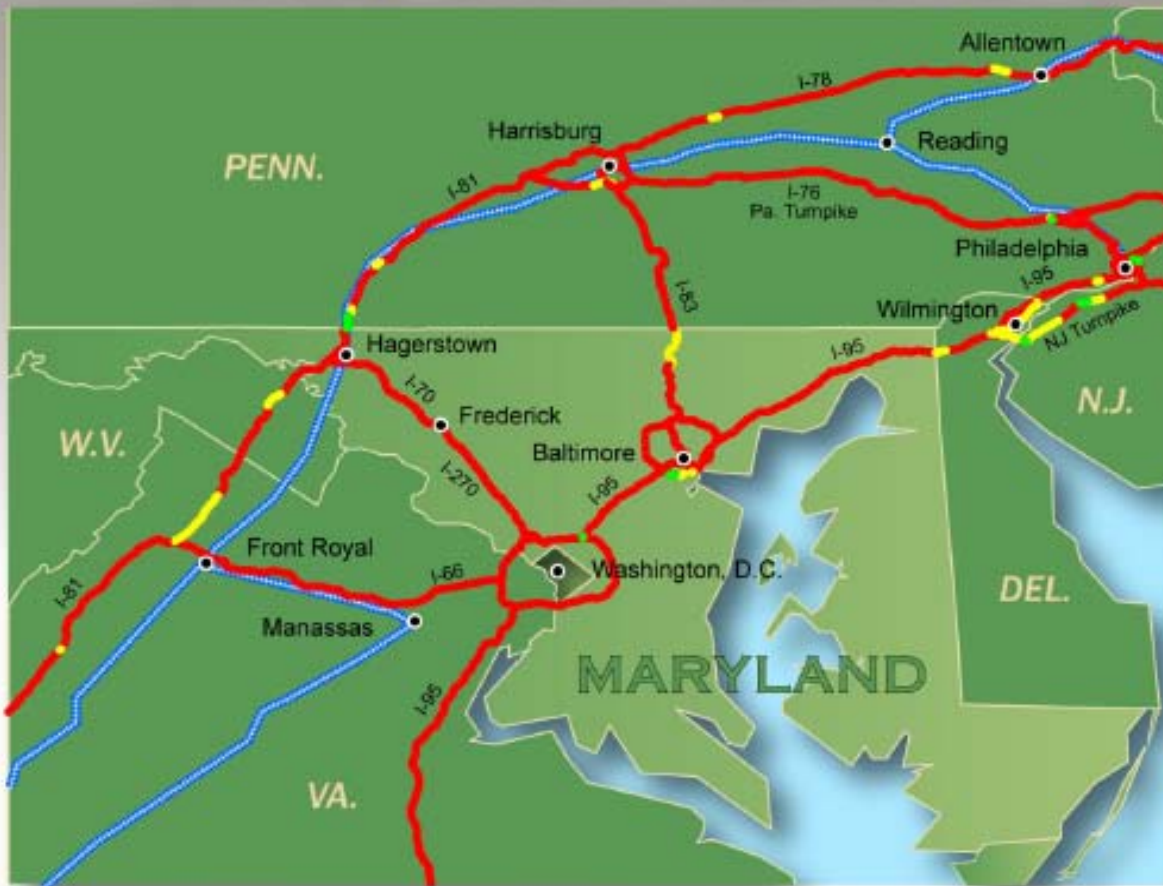 Allentown
I-78
Harrisburg
Reading
PENN.
I-81
I-76
Pa. Turnpike
Philadelphia
I-95
I-83
Wilmington
NJ Turnpike
Hagerstown
I-95
I-70
N.J.
Frederick
W.V.
Baltimore
I-270
I-95
Front Royal
Washington, D.C.
I-66
I-81
DEL.
Manassas
MARYLAND
I-95
VA.